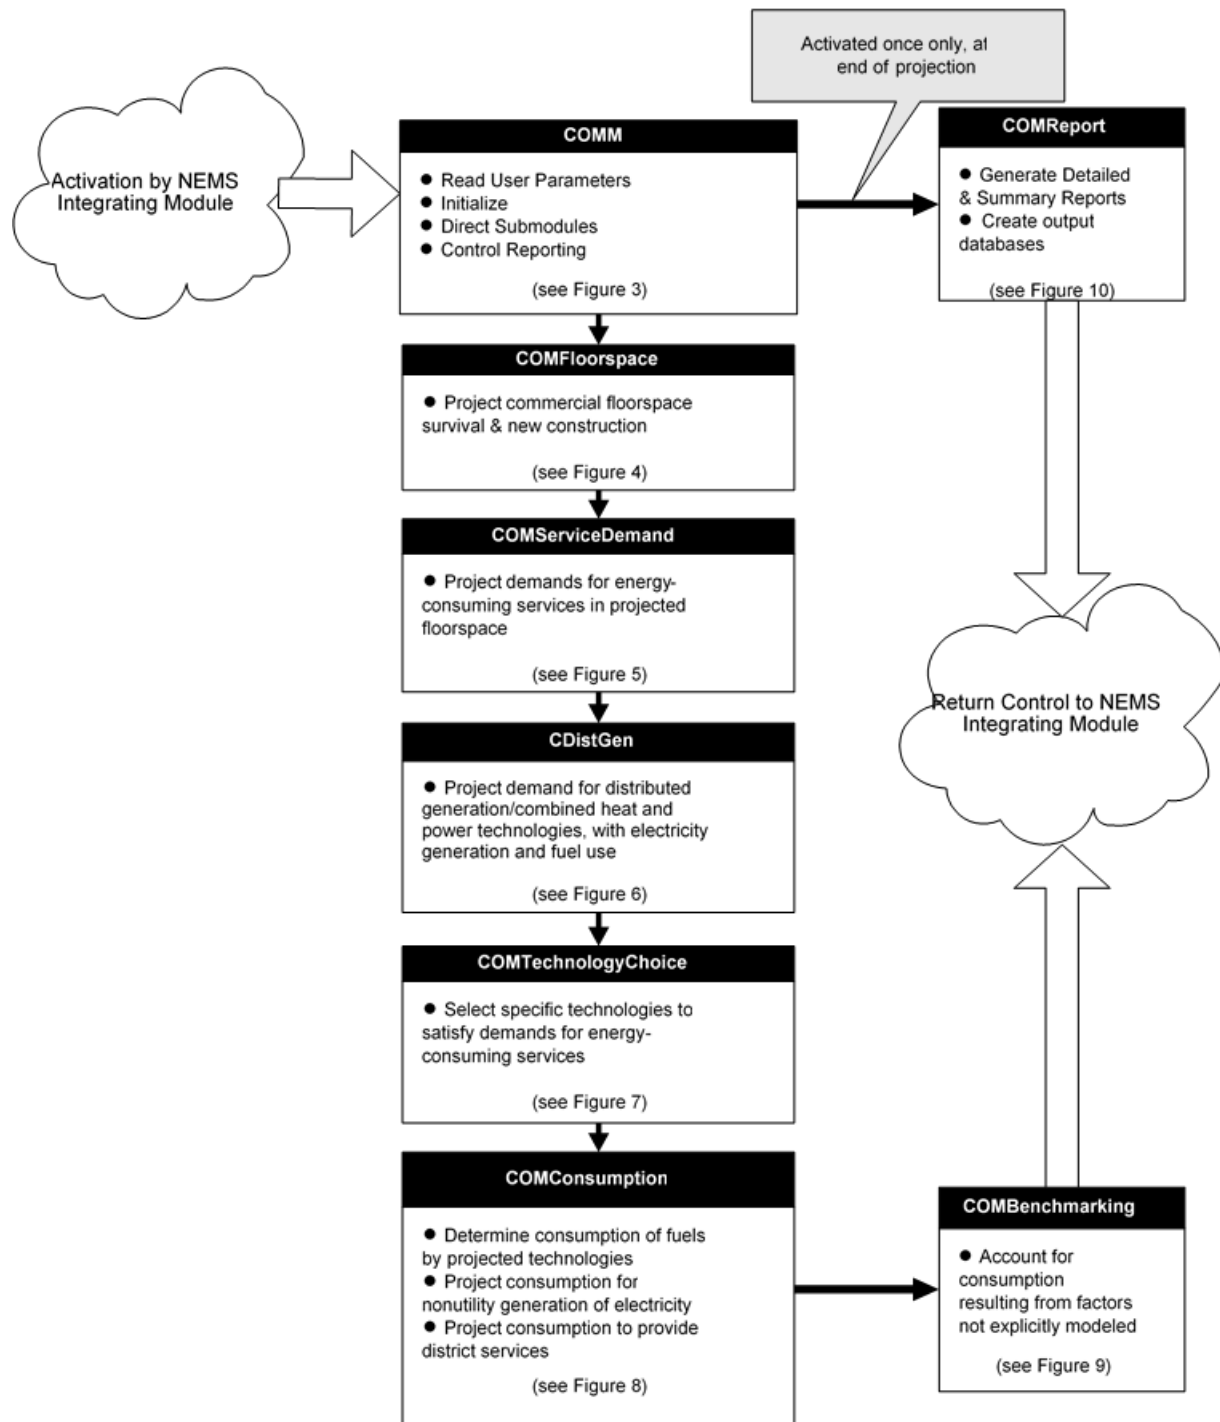 Activated once only, at
end of projection
Activation by NEMS
Integrating Module
COMM
● Read User Parameters
● Initialize
● Direct Submodules
● Control Reporting
(see Figure 3)
COMReport
● Generate Detailed
& Summary Reports
● Create output
databases
(see Figure 10)
COMFloorspace
● Project commercial floorspace
survival & new construction
(see Figure 4)
COMServiceDemand
● Project demands for energy-
consuming services in projected
floorspace
(see Figure 5)
CDistGen
● Project demand for distributed
generation/combined heat and
power technologies, with electricity
generation and fuel use
(see Figure 6)
Return Control to NEMS
Integrating Module
COMTechnologyChoice
● Select specific technologies to
satisfy demands for energy-
consuming services
(see Figure 7)
COMConsumption
● Determine consumption of fuels
by projected technologies
● Project consumption for
nonutility generation of electricity
● Project consumption to provide
district services
(see Figure 8)
COMBenchmarking
● Account for
consumption
resulting from factors
not explicitly modeled
(see Figure 9)